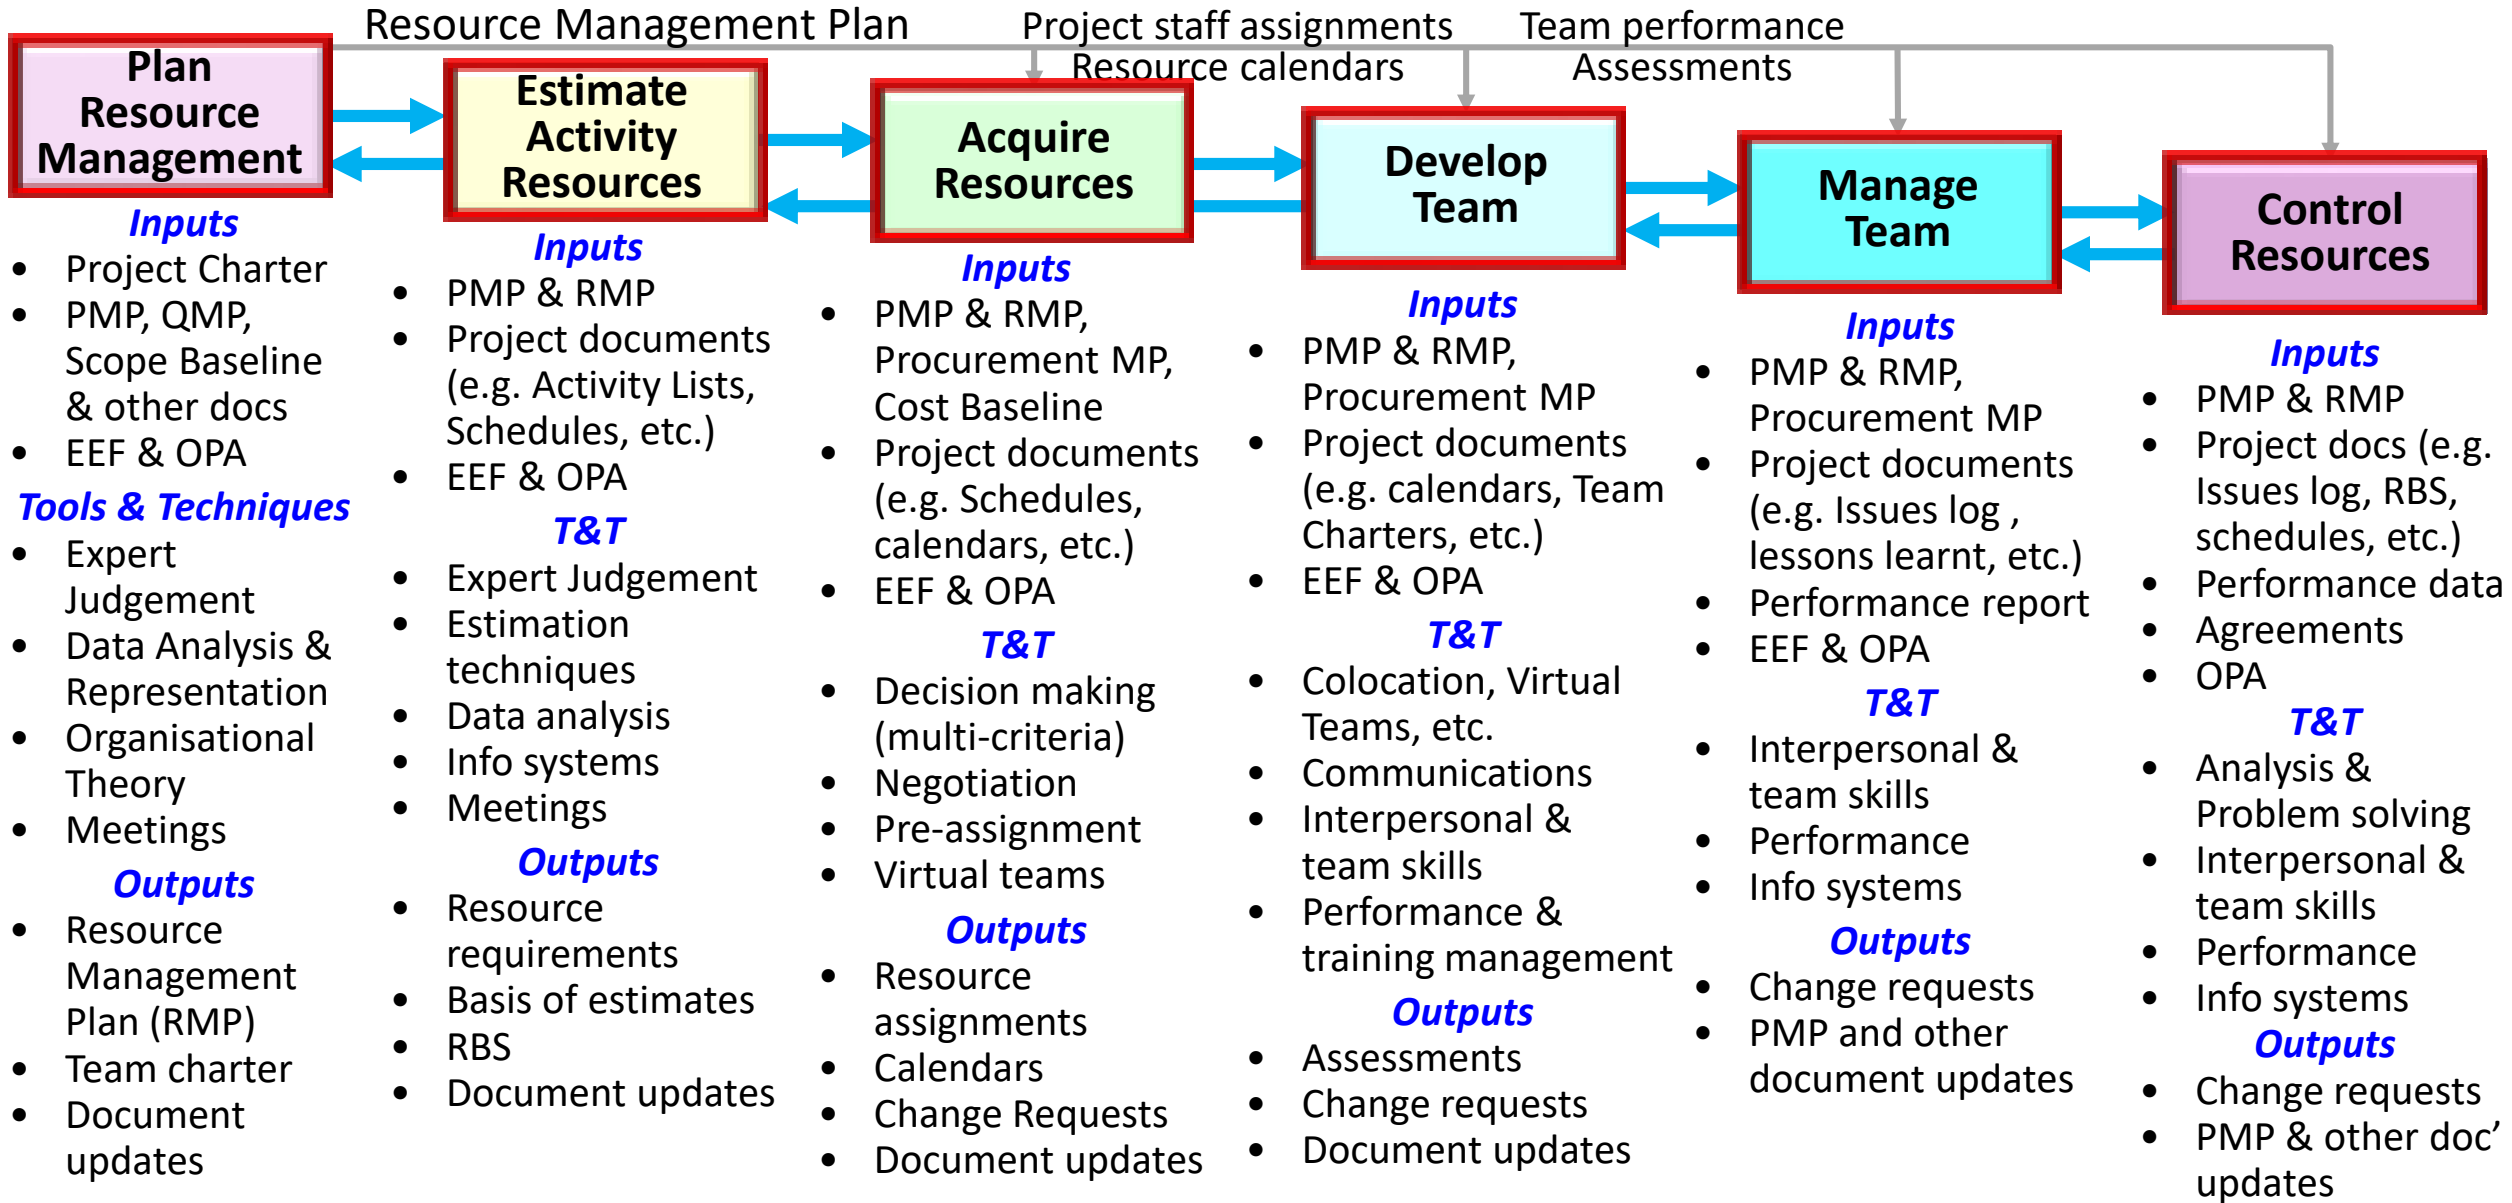 Resource Management Plan
Project staff assignments
Resource calendars
Team performance
Assessments
Plan
Resource
Management
Inputs
• Project Charter
• PMP, QMP,
Scope Baseline
& other docs
• EEF & OPA
Tools & Techniques
• Expert
Judgement
• Data Analysis &
Representation
• Organisational
Theory
• Meetings
Outputs
• Resource
Management
Plan (RMP)
• Team charter
• Document
updates
Estimate
Activity
Resources
Inputs
• PMP & RMP
• Project documents
(e.g. Activity Lists,
Schedules, etc.)
• EEF & OPA
T&T
• Expert Judgement
• Estimation
techniques
• Data analysis
• Info systems
• Meetings
Outputs
• Resource
requirements
• Basis of estimates
• RBS
• Document updates
Acquire
Resources
Inputs
• PMP & RMP,
Procurement MP,
Cost Baseline
• Project documents
(e.g. Schedules,
calendars, etc.)
• EEF & OPA
T&T
• Decision making
(multi-criteria)
• Negotiation
• Pre-assignment
• Virtual teams
Outputs
• Resource
assignments
• Calendars
• Change Requests
• Document updates
Develop
Team
Inputs
• PMP & RMP,
Procurement MP
• Project documents
(e.g. calendars, Team
Charters, etc.)
• EEF & OPA
T&T
• Colocation, Virtual
Teams, etc.
• Communications
• Interpersonal &
team skills
• Performance &
training management
Outputs
• Assessments
• Change requests
• Document updates
Manage
Team
Inputs
• PMP & RMP,
Procurement MP
• Project documents
(e.g. Issues log ,
lessons learnt, etc.)
• Performance report
• EEF & OPA
T&T
• Interpersonal &
team skills
• Performance
• Info systems
Outputs
• Change requests
• PMP and other
document updates
Control
Resources
Inputs
• PMP & RMP
• Project docs (e.g.
Issues log, RBS,
schedules, etc.)
• Performance data
• Agreements
• OPA
T&T
• Analysis &
Problem solving
• Interpersonal &
team skills
• Performance
• Info systems
Outputs
• Change requests
• PMP & other doc’
updates